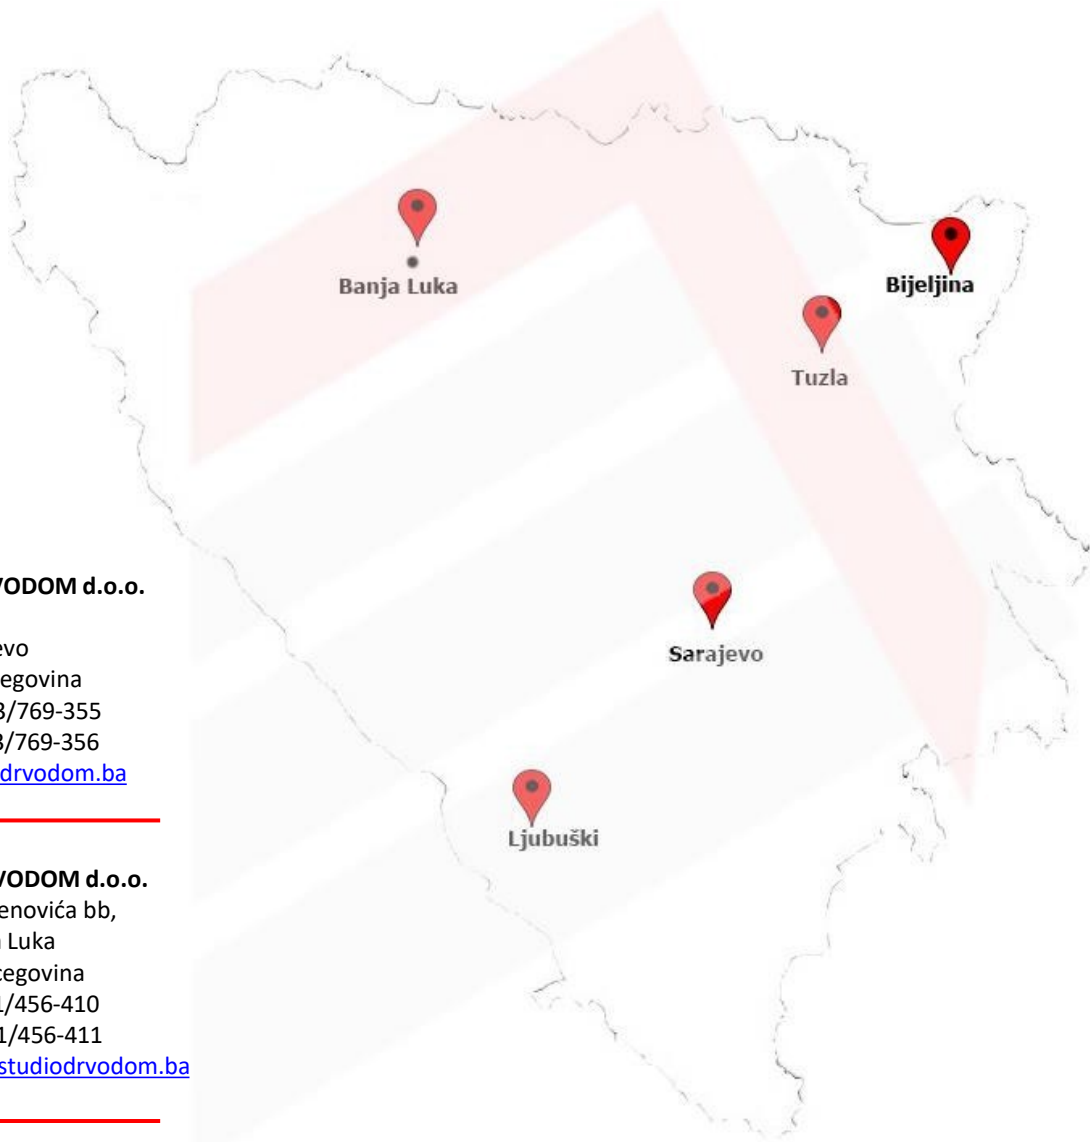 Banja Luka
Bijeljina
Tuzla
Sarajevo
Ljubuški
VODOM d.o.o.
evo
egovina
3/769-355
3/769-356
drvodom.ba
VODOM d.o.o.
enovića bb,
Luka
cegovina
1/456-410
1/456-411
studiodrvodom.ba